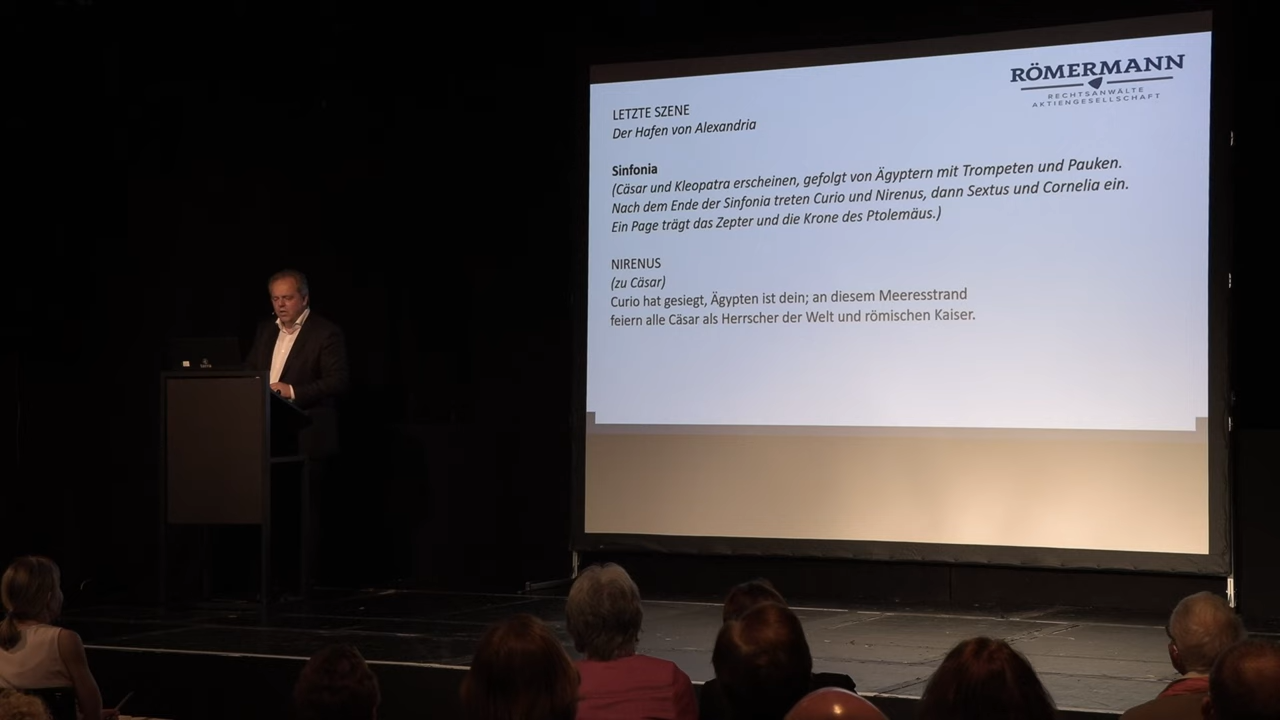 RÖMERMANN
RECHTSANWÄLTE
AKTIENGESELLSCHAFT
LETZTE SZENE
Der Hafen von Alexandria
Sinfonia
(Cäsar und Kleopatra erscheinen, gefolgt von Ägyptern mit Trompeten und Pauken.
Nach dem Ende der Sinfonia treten Curio und Nirenus, dann Sextus und Cornelia ein.
Ein Page trägt das Zepter und die Krone des Ptolemäus.)
NIRENUS
(zu Cäsar)
Curio hat gesiegt, Ägypten ist dein; an diesem Meeresstrand
feiern alle Cäsar als Herrscher der Welt und römischen Kaiser.